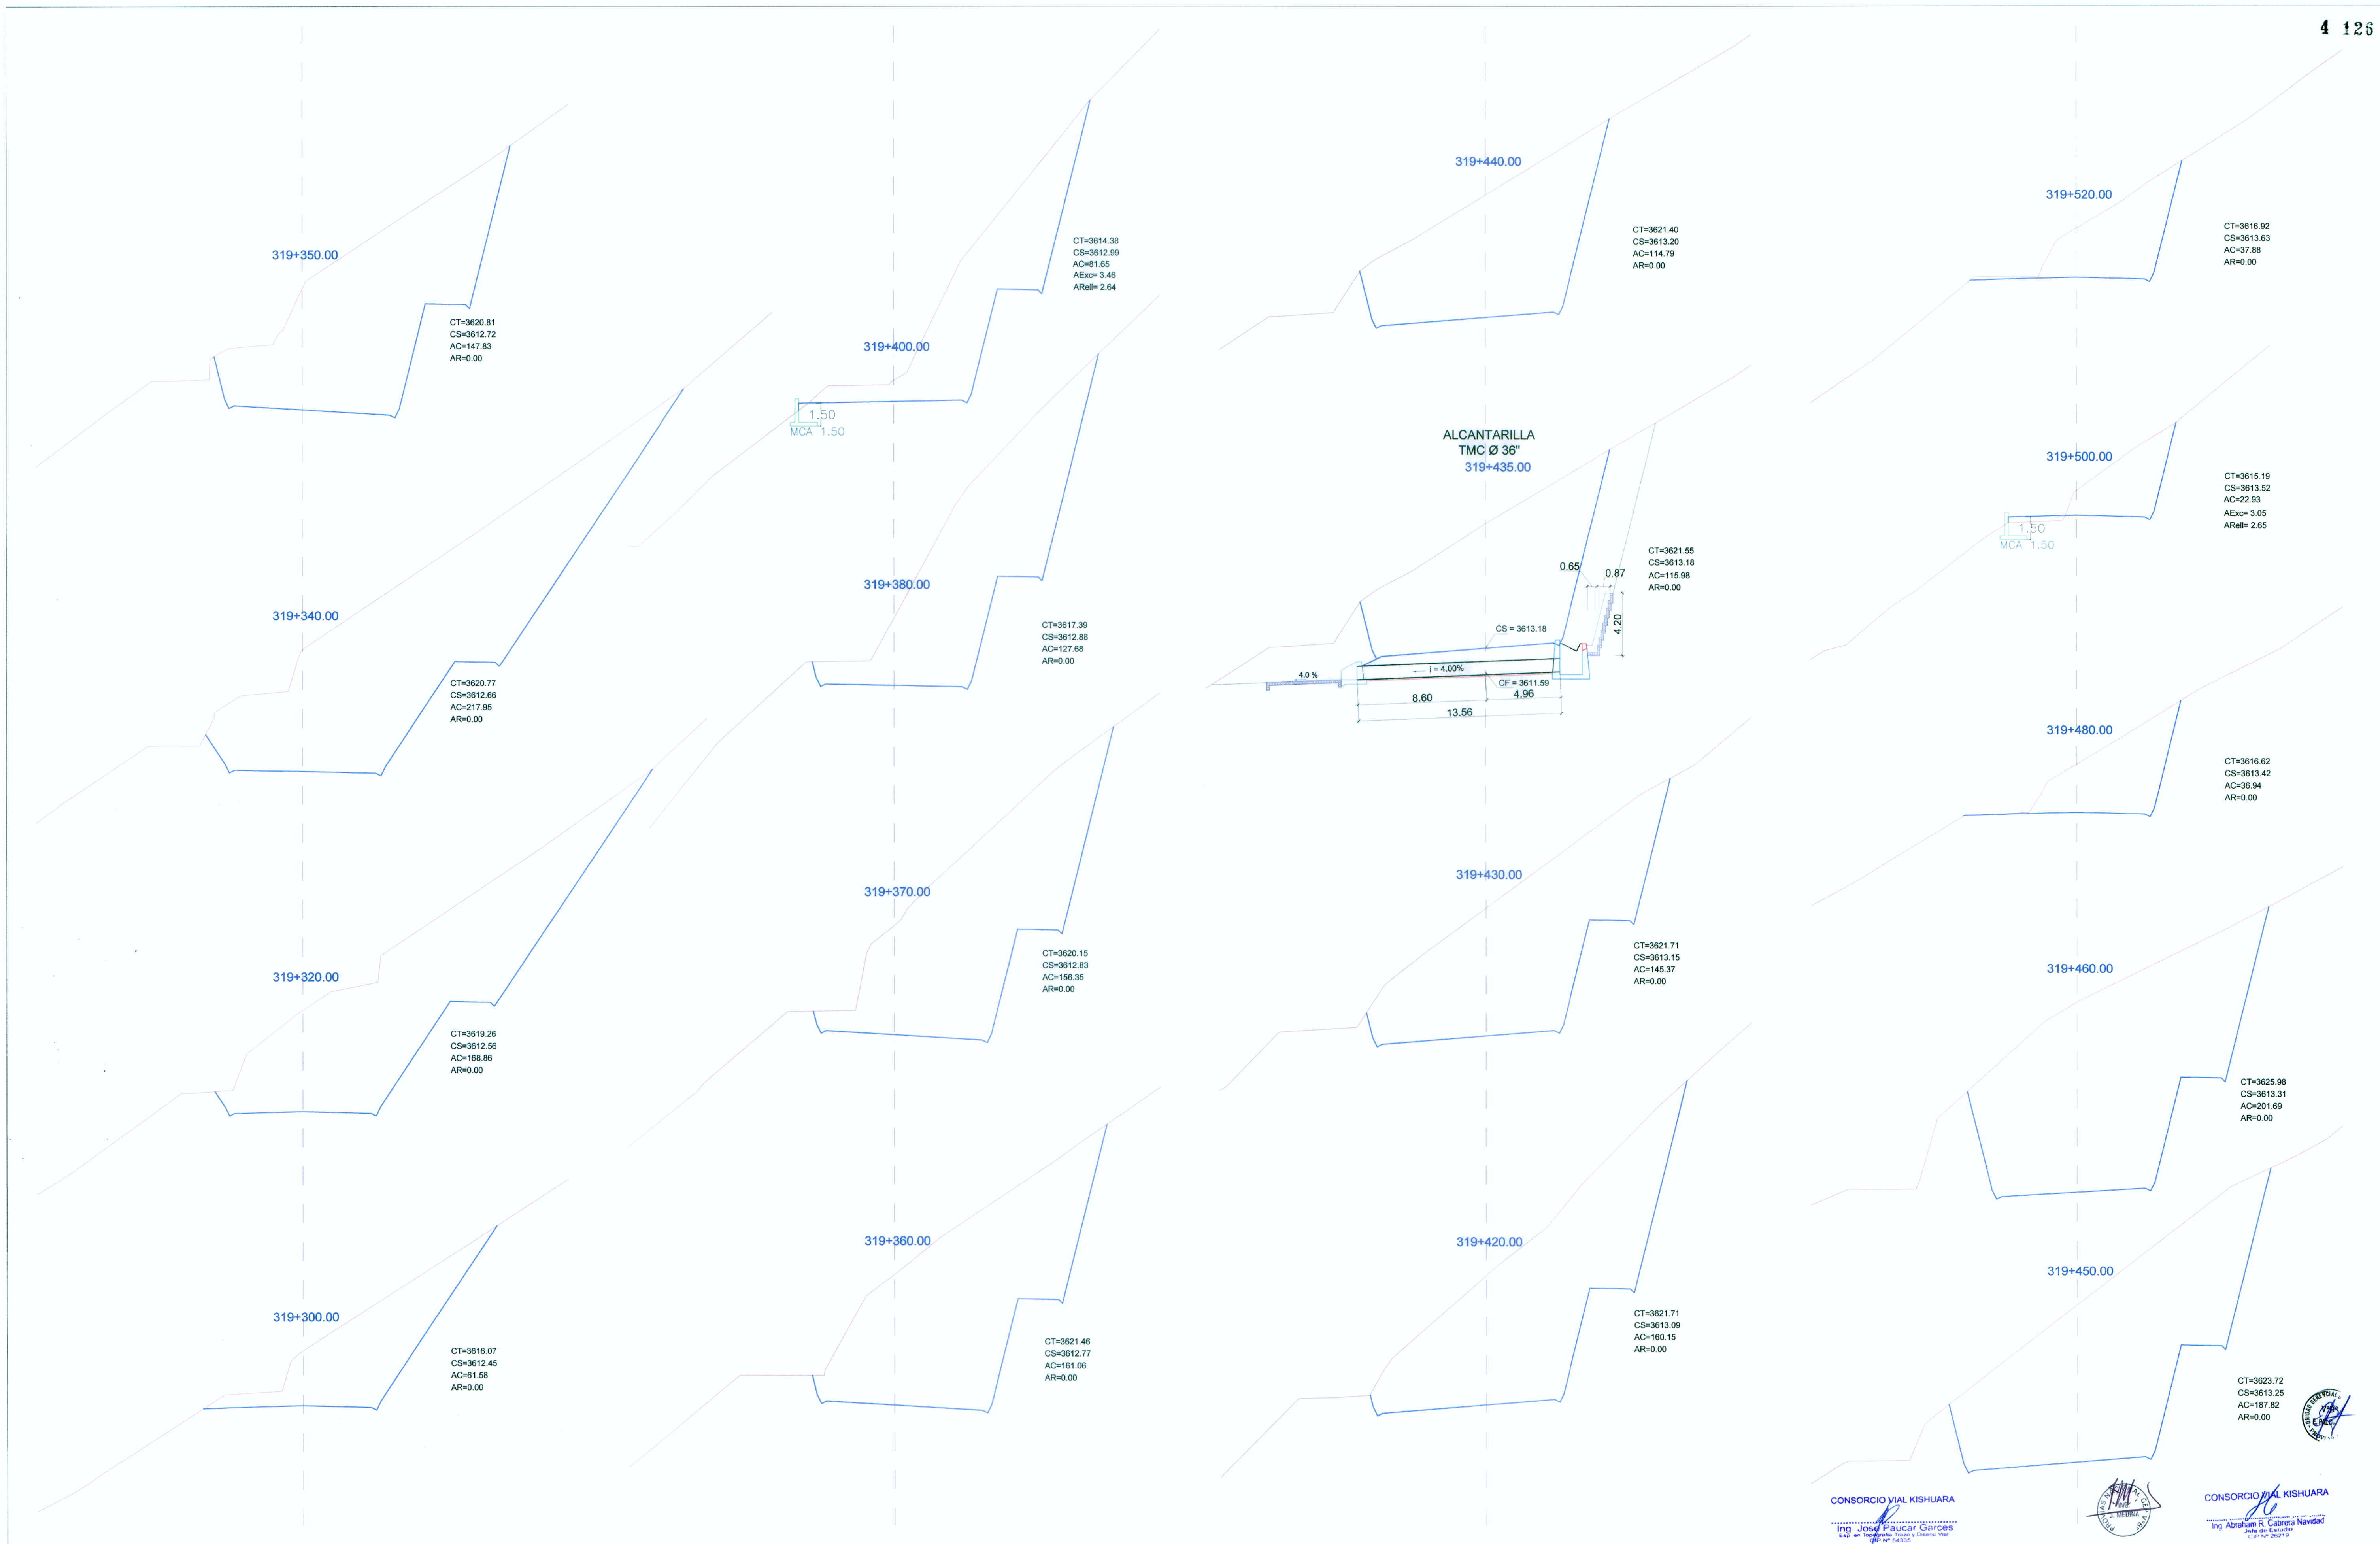 4 126
319+350.00
CT=3620.81
CS=3612.72
AC=147.83
AR=0.00
319+340.00
CT=3620.77
CS=3612.66
AC=217.95
AR=0.00
319+320.00
CT=3619.26
CS=3612.56
AC=168.86
AR=0.00
319+300.00
CT=3616.07
CS=3612.45
AC=61.58
AR=0.00
319+400.00
CT=3614.38
CS=3612.99
AC=81.65
AExc= 3.46
ARell= 2.64
1.50
MCA 1.50
319+380.00
CT=3617.39
CS=3612.88
AC=127.68
AR=0.00
319+370.00
CT=3620.15
CS=3612.83
AC=156.35
AR=0.00
319+360.00
CT=3621.46
CS=3612.77
AC=161.06
AR=0.00
319+440.00
CT=3621.40
CS=3613.20
AC=114.79
AR=0.00
ALCANTARILLA
TMC Ø 36"
319+435.00
CT=3621.55
CS=3613.18
AC=115.98
AR=0.00
0.65
0.87
4.20
CS = 3613.18
i = 4.00%
4.0 %
CF = 3611.59
8.60
4.96
13.56
319+430.00
CT=3621.71
CS=3613.15
AC=145.37
AR=0.00
319+420.00
CT=3621.71
CS=3613.09
AC=160.15
AR=0.00
319+520.00
CT=3616.92
CS=3613.63
AC=37.88
AR=0.00
319+500.00
CT=3615.19
CS=3613.52
AC=22.93
AExc= 3.05
ARell= 2.65
1.50
MCA 1.50
319+480.00
CT=3616.62
CS=3613.42
AC=36.94
AR=0.00
319+460.00
CT=3625.98
CS=3613.31
AC=201.69
AR=0.00
319+450.00
CT=3623.72
CS=3613.25
AC=187.82
AR=0.00
UNIDAD GERENCIAL
CONSORCIO VIAL KISHUARA
Ing. José Paucar Garces
Esp. en Topografia Trazo y Diseño Vial
CIP Nº 54335
ING.
J. MEDINA
CONSORCIO VIAL KISHUARA
Ing Abraham R. Cabrera Navidad
Jefe de Estudio
CIP Nº 26219